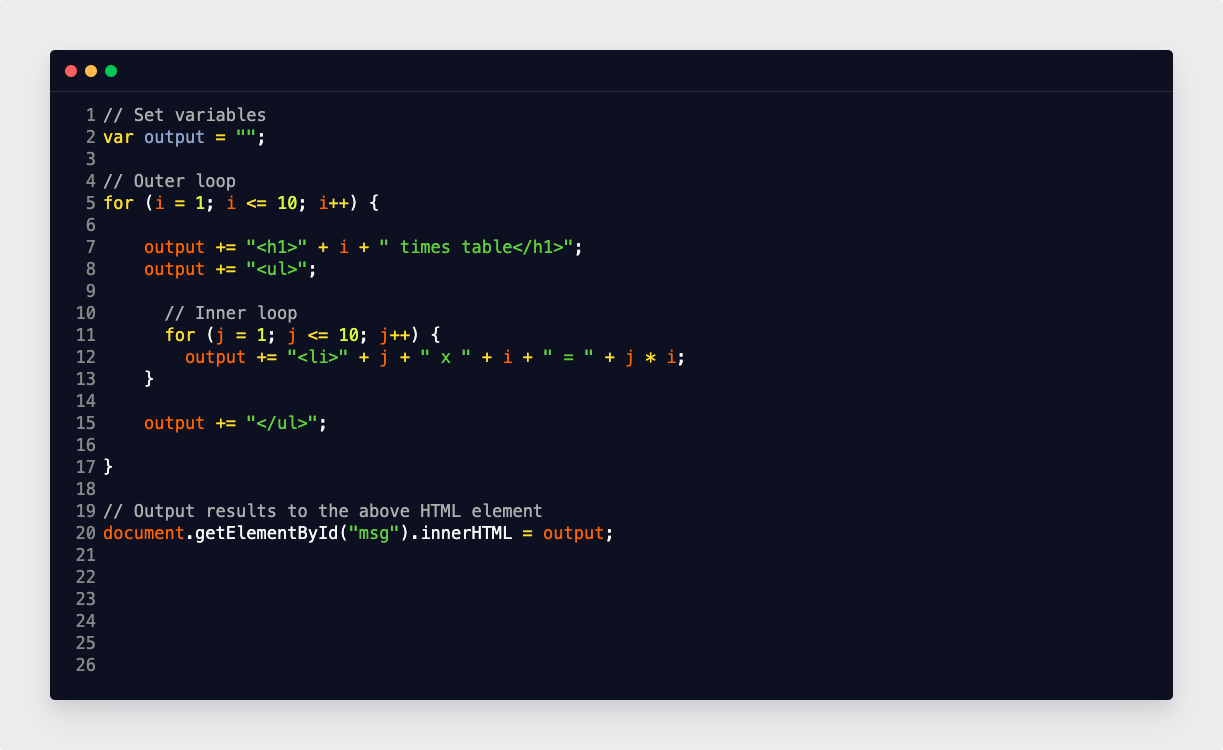 1 // Set variables
2 var output = "";
3
4 // Outer loop
5 for (i = 1; i <= 10; i++) {
6
7     output += "<h1>" + i + " times table</h1>";
8     output += "<ul>";
9
10       // Inner loop
11       for (j = 1; j <= 10; j++) {
12         output += "<li>" + j + " x " + i + " = " + j * i;
13     }
14
15     output += "</ul>";
16
17 }
18
19 // Output results to the above HTML element
20 document.getElementById("msg").innerHTML = output;
21
22
23
24
25
26